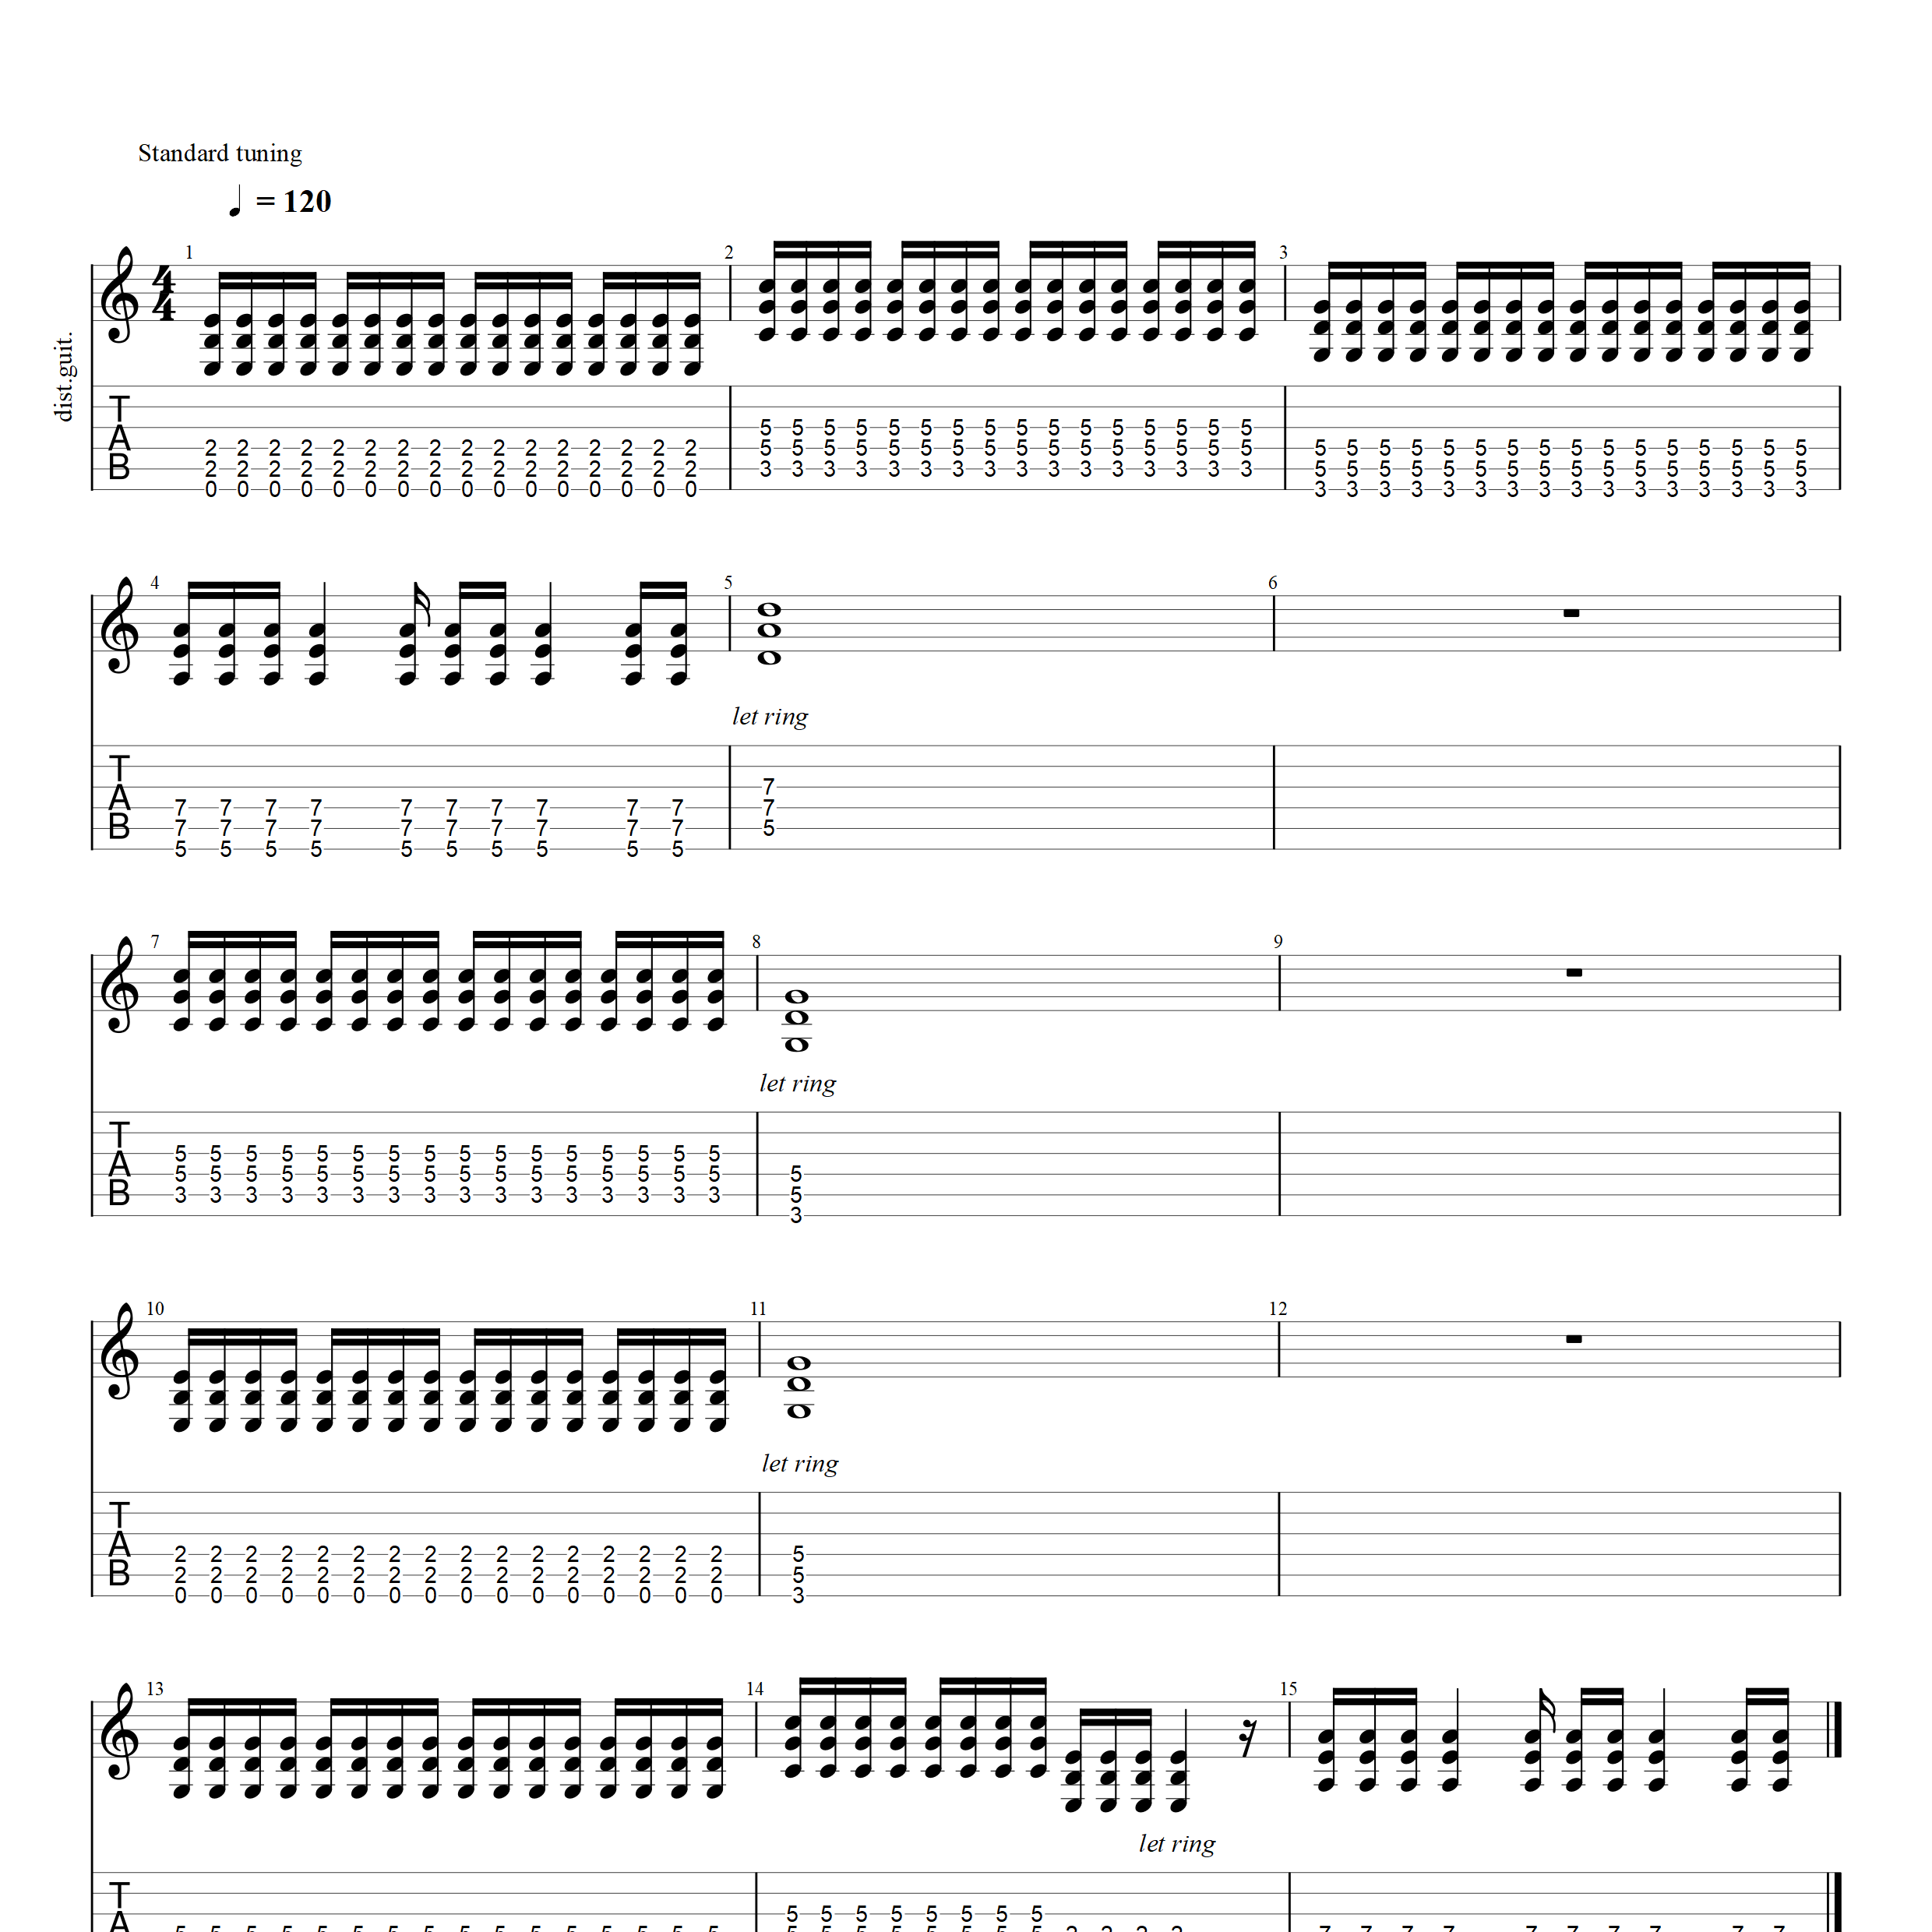 Standard tuning
= 120
dist.guit.
1 2 3
4
4
T
A
B
5 5 5 5 5 5 5 5 5 5 5 5 5 5 5 5
2 2 2 2 2 2 2 2 2 2 2 2 2 2 2 2 5 5 5 5 5 5 5 5 5 5 5 5 5 5 5 5 5 5 5 5 5 5 5 5 5 5 5 5 5 5 5 5
2 2 2 2 2 2 2 2 2 2 2 2 2 2 2 2 3 3 3 3 3 3 3 3 3 3 3 3 3 3 3 3 5 5 5 5 5 5 5 5 5 5 5 5 5 5 5 5
0 0 0 0 0 0 0 0 0 0 0 0 0 0 0 0 3 3 3 3 3 3 3 3 3 3 3 3 3 3 3 3
4 5 6
let ring
T
A
B
7
7 7 7 7 7 7 7 7 7 7 7
7 7 7 7 7 7 7 7 7 7 5
5 5 5 5 5 5 5 5 5 5
7 8 9
let ring
T
A
B
5 5 5 5 5 5 5 5 5 5 5 5 5 5 5 5
5 5 5 5 5 5 5 5 5 5 5 5 5 5 5 5 5
3 3 3 3 3 3 3 3 3 3 3 3 3 3 3 3 5
3
10 11 12
let ring
T
A
B
2 2 2 2 2 2 2 2 2 2 2 2 2 2 2 2 5
2 2 2 2 2 2 2 2 2 2 2 2 2 2 2 2 5
0 0 0 0 0 0 0 0 0 0 0 0 0 0 0 0 3
13 14 15
let ring
T
A
5 5 5 5 5 5 5 5